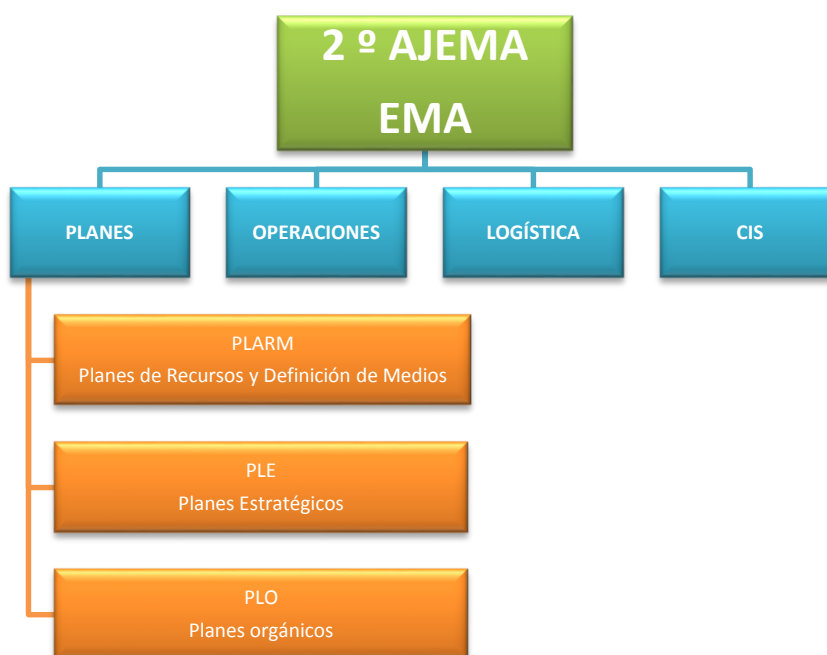 2 º AJEMA
EMA
PLANES
OPERACIONES
LOGÍSTICA
CIS
PLARM
Planes de Recursos y Definición de Medios
PLE
Planes Estratégicos
PLO
Planes orgánicos